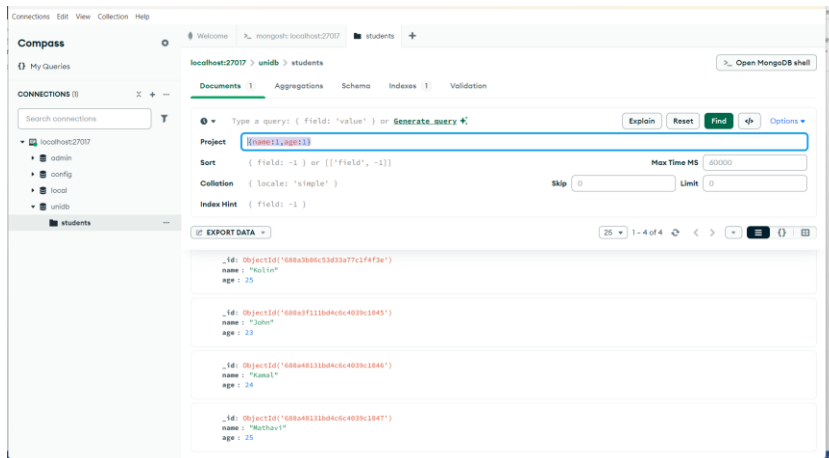 Connections Edit View Collection Help
Compass
My Queries
CONNECTIONS (1)
Search connections
localhost:27017
admin
config
local
unidb
students
Welcome
mongosh: localhost:27017
students
localhost:27017 > unidb > students
>_ Open MongoDB shell
Documents 1 Aggregations Schema Indexes 1 Validation
Type a query: { field: 'value' } or Generate query
Explain Reset Find </> Options
Project {name:1,age:1}
Sort { field: -1 } or [['field', -1]] Max Time MS 60000
Collation { locale: 'simple' } Skip 0 Limit 0
Index Hint { field: -1 }
EXPORT DATA 25 1 – 4 of 4
_id: ObjectId('688a3b86c53d33a77c1f4f3e')
name : "Kolin"
age : 25
_id: ObjectId('688a3f111bd4c6c4039c1845')
name : "John"
age : 23
_id: ObjectId('688a48131bd4c6c4039c1846')
name : "Kamal"
age : 24
_id: ObjectId('688a48131bd4c6c4039c1847')
name : "Mathavi"
age : 25